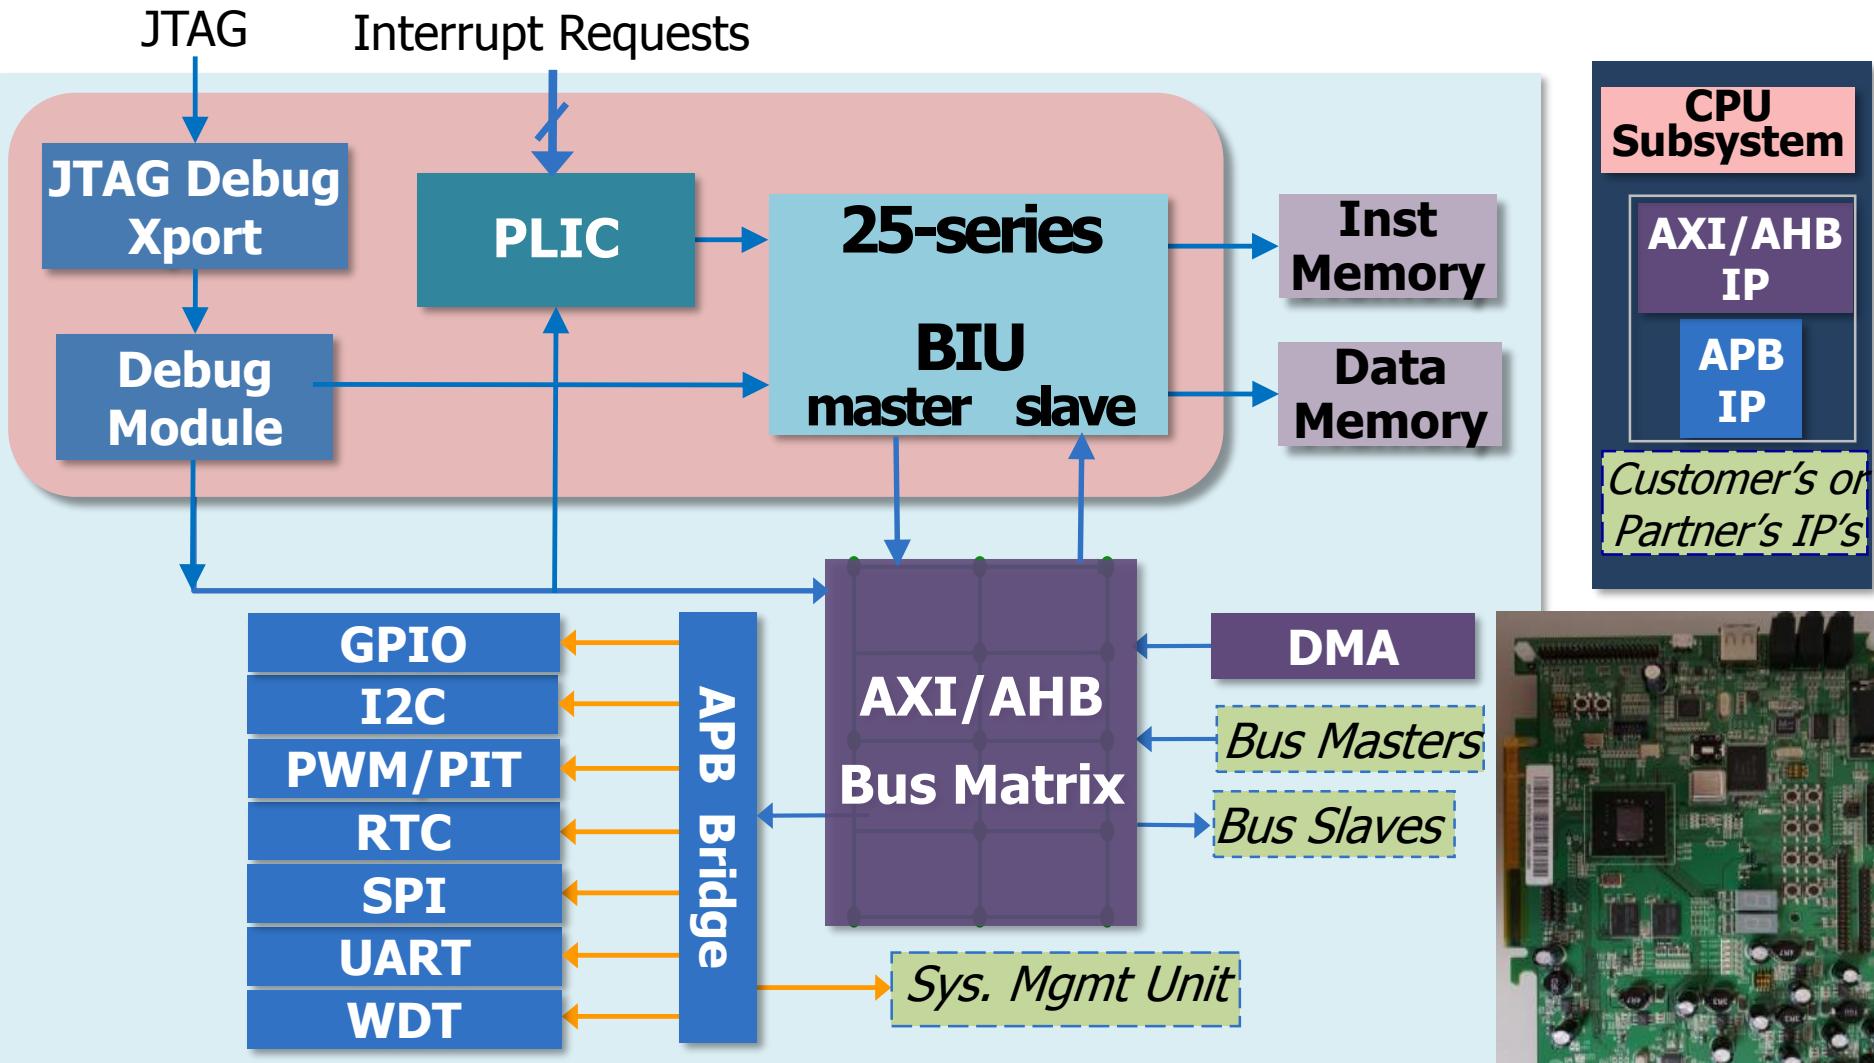 JTAG
Interrupt Requests
JTAG Debug
Xport
PLIC
25-series
BIU
master slave
Debug
Module
Inst
Memory
Data
Memory
CPU
Subsystem
AXI/AHB
IP
APB
IP
Customer's or
Partner's IP's
GPIO
I2C
PWM/PIT
RTC
SPI
UART
WDT
APB Bridge
AXI/AHB
Bus Matrix
DMA
Bus Masters
Bus Slaves
Sys. Mgmt Unit